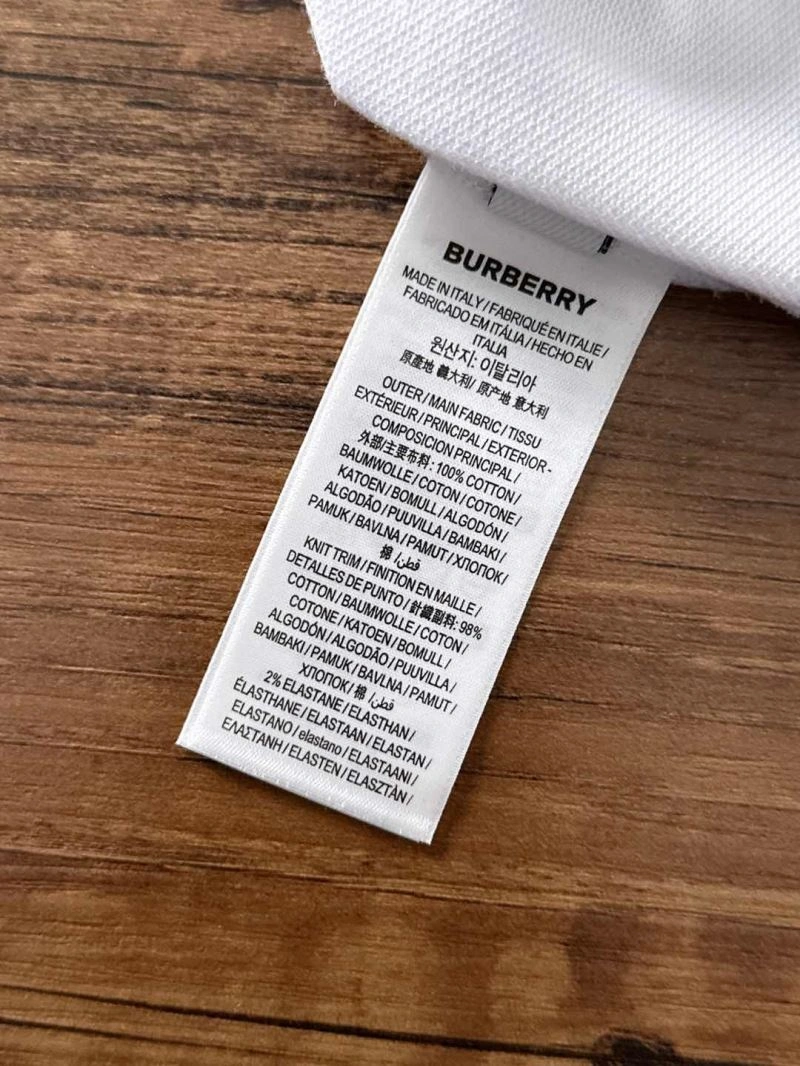 BURBERRY
MADE IN ITALY / FABRIQUÉ EN ITALIE /
FABRICADO EM ITÁLIA / HECHO EN
ITALIA
원산지: 이탈리아
原產地 義大利/ 原产地 意大利
OUTER / MAIN FABRIC / TISSU
EXTÉRIEUR / PRINCIPAL / EXTERIOR-
COMPOSICION PRINCIPAL /
外部/主要布料: 100% COTTON /
BAUMWOLLE / COTON / COTONE /
KATOEN / BOMULL / ALGODÓN /
ALGODÃO / PUUVILLA / BAMBAKI /
PAMUK / BAVLNA / PAMUT / ХЛОПОК /
棉 / قطن
KNIT TRIM / FINITION EN MAILLE /
DETALLES DE PUNTO / 針織副料: 98%
COTTON / BAUMWOLLE / COTON /
COTONE / KATOEN / BOMULL /
ALGODÓN / ALGODÃO / PUUVILLA /
BAMBAKI / PAMUK / BAVLNA / PAMUT /
ХЛОПОК / 棉 / قطن
2% ELASTANE / ELASTHAN /
ÉLASTHANE / ELASTAAN / ELASTAN /
ELASTANO / elastano / ELASTAANI /
ΕΛΑΣΤΑΝΗ / ELASTEN / ELASZTÁN /